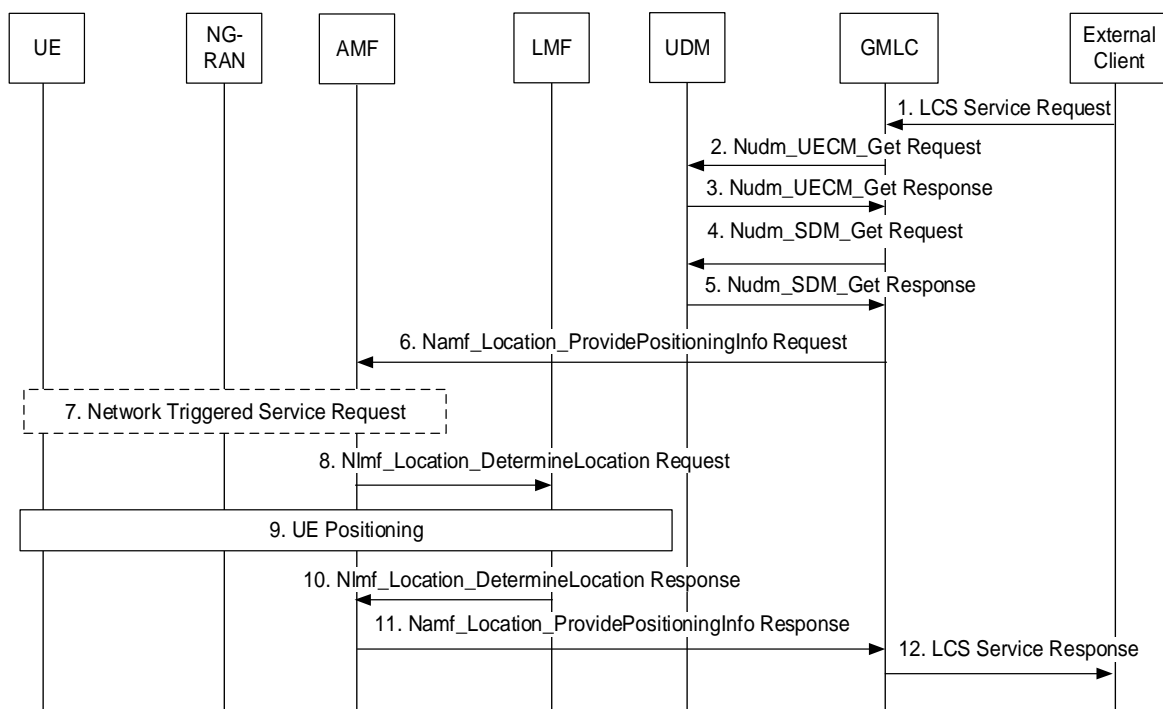 UE
NG-
RAN
AMF
LMF
UDM
GMLC
External
Client
1. LCS Service Request
2. Nudm_UECM_Get Request
3. Nudm_UECM_Get Response
4. Nudm_SDM_Get Request
5. Nudm_SDM_Get Response
6. Namf_Location_ProvidePositioningInfo Request
7. Network Triggered Service Request
8. Nlmf_Location_DetermineLocation Request
9. UE Positioning
10. Nlmf_Location_DetermineLocation Response
11. Namf_Location_ProvidePositioningInfo Response
12. LCS Service Response